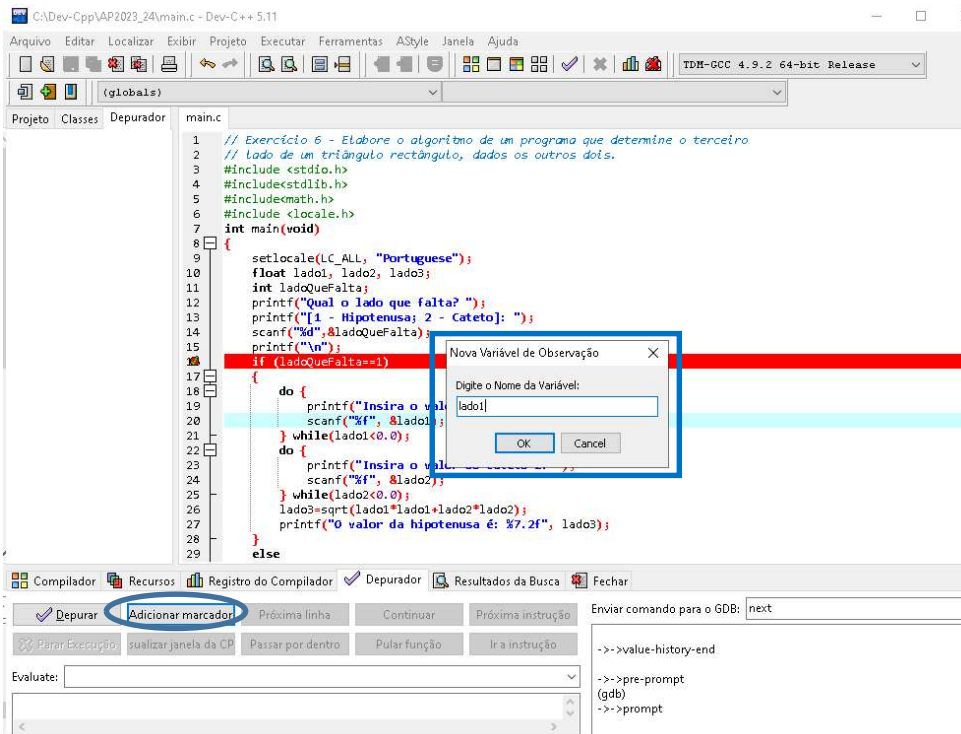 C:\Dev-Cpp\AP2023_24\main.c - Dev-C++ 5.11
Arquivo Editar Localizar Exibir Projeto Executar Ferramentas AStyle Janela Ajuda
TDM-GCC 4.9.2 64-bit Release
(globals)
Projeto Classes Depurador main.c
1 // Exercício 6 - Elabore o algoritmo de um programa que determine o terceiro
2 // lado de um triângulo rectângulo, dados os outros dois.
3 #include <stdio.h>
4 #include<stdlib.h>
5 #include<math.h>
6 #include <locale.h>
7 int main(void)
8 {
9 setlocale(LC_ALL, "Portuguese");
10 float lado1, lado2, lado3;
11 int ladoQueFalta;
12 printf("Qual o lado que falta? ");
13 printf("[1 - Hipotenusa; 2 - Cateto]: ");
14 scanf("%d",&ladoQueFalta);
15 printf("\n");
if (ladoQueFalta==1)
17 {
18 do {
19 printf("Insira o val
20 scanf("%f", &lado1);
21 } while(lado1<0.0);
22 do {
23 printf("Insira o valor do cateto 2: ");
24 scanf("%f", &lado2);
25 } while(lado2<0.0);
26 lado3=sqrt(lado1*lado1+lado2*lado2);
27 printf("O valor da hipotenusa é: %7.2f", lado3);
28 }
29 else
Nova Variável de Observação
Digite o Nome da Variável:
lado1
OK Cancel
Compilador Recursos Registro do Compilador Depurador Resultados da Busca Fechar
Depurar Adicionar marcador Próxima linha Continuar Próxima instrução
Parar Execução sualizar janela da CP Passar por dentro Pular função Ir a instrução
Evaluate:
Enviar comando para o GDB: next
->->value-history-end
->->pre-prompt
(gdb)
->->prompt